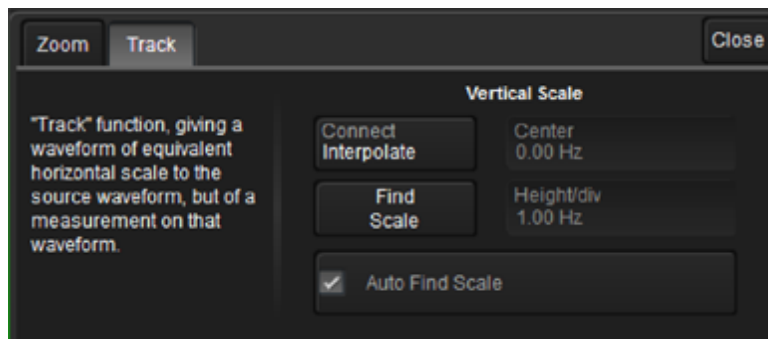 Zoom Track Close
Vertical Scale
"Track" function, giving a
waveform of equivalent
horizontal scale to the
source waveform, but of a
measurement on that
waveform.
Connect
Interpolate
Center
0.00 Hz
Find
Scale
Height/div
1.00 Hz
Auto Find Scale